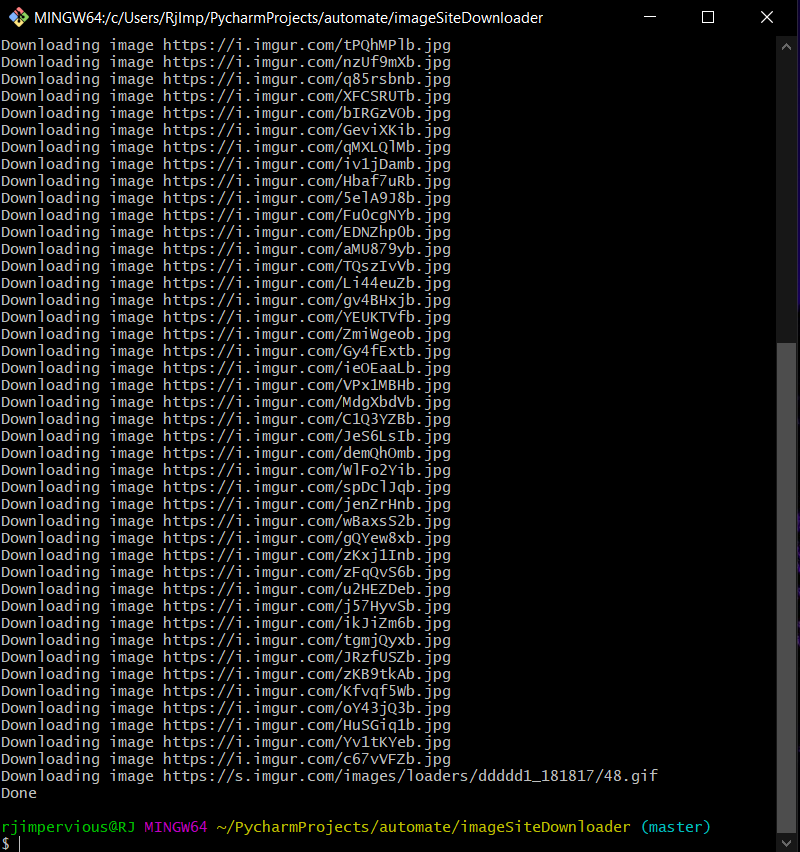 MINGW64:/c/Users/RjImp/PycharmProjects/automate/imageSiteDownloader
Downloading image https://i.imgur.com/tPQhMPlb.jpg
Downloading image https://i.imgur.com/nzUf9mXb.jpg
Downloading image https://i.imgur.com/q85rsbnb.jpg
Downloading image https://i.imgur.com/XFCSRUTb.jpg
Downloading image https://i.imgur.com/bIRGzVOb.jpg
Downloading image https://i.imgur.com/GeviXKib.jpg
Downloading image https://i.imgur.com/qMXLQlMb.jpg
Downloading image https://i.imgur.com/iv1jDamb.jpg
Downloading image https://i.imgur.com/Hbaf7uRb.jpg
Downloading image https://i.imgur.com/5elA9J8b.jpg
Downloading image https://i.imgur.com/FuOcgNYb.jpg
Downloading image https://i.imgur.com/EDNZhpOb.jpg
Downloading image https://i.imgur.com/aMU879yb.jpg
Downloading image https://i.imgur.com/TQszIvVb.jpg
Downloading image https://i.imgur.com/Li44euZb.jpg
Downloading image https://i.imgur.com/gv4BHxjb.jpg
Downloading image https://i.imgur.com/YEUKTVfb.jpg
Downloading image https://i.imgur.com/ZmiWgeob.jpg
Downloading image https://i.imgur.com/Gy4fExtb.jpg
Downloading image https://i.imgur.com/ieOEaaLb.jpg
Downloading image https://i.imgur.com/VPx1MBHb.jpg
Downloading image https://i.imgur.com/MdgXbdVb.jpg
Downloading image https://i.imgur.com/C1Q3YZBb.jpg
Downloading image https://i.imgur.com/JeS6LsIb.jpg
Downloading image https://i.imgur.com/demQhOmb.jpg
Downloading image https://i.imgur.com/WlFo2Yib.jpg
Downloading image https://i.imgur.com/spDclJqb.jpg
Downloading image https://i.imgur.com/jenZrHnb.jpg
Downloading image https://i.imgur.com/wBaxsS2b.jpg
Downloading image https://i.imgur.com/gQYew8xb.jpg
Downloading image https://i.imgur.com/zKxj1Inb.jpg
Downloading image https://i.imgur.com/zFqQvS6b.jpg
Downloading image https://i.imgur.com/u2HEZDeb.jpg
Downloading image https://i.imgur.com/j57HyvSb.jpg
Downloading image https://i.imgur.com/ikJiZm6b.jpg
Downloading image https://i.imgur.com/tgmjQyxb.jpg
Downloading image https://i.imgur.com/JRzfUSZb.jpg
Downloading image https://i.imgur.com/zKB9tkAb.jpg
Downloading image https://i.imgur.com/Kfvqf5Wb.jpg
Downloading image https://i.imgur.com/oY43jQ3b.jpg
Downloading image https://i.imgur.com/HuSGiq1b.jpg
Downloading image https://i.imgur.com/Yv1tKYeb.jpg
Downloading image https://i.imgur.com/c67vVFZb.jpg
Downloading image https://s.imgur.com/images/loaders/ddddd1_181817/48.gif
Done
rjimpervious@RJ MINGW64 ~/PycharmProjects/automate/imageSiteDownloader (master)
$